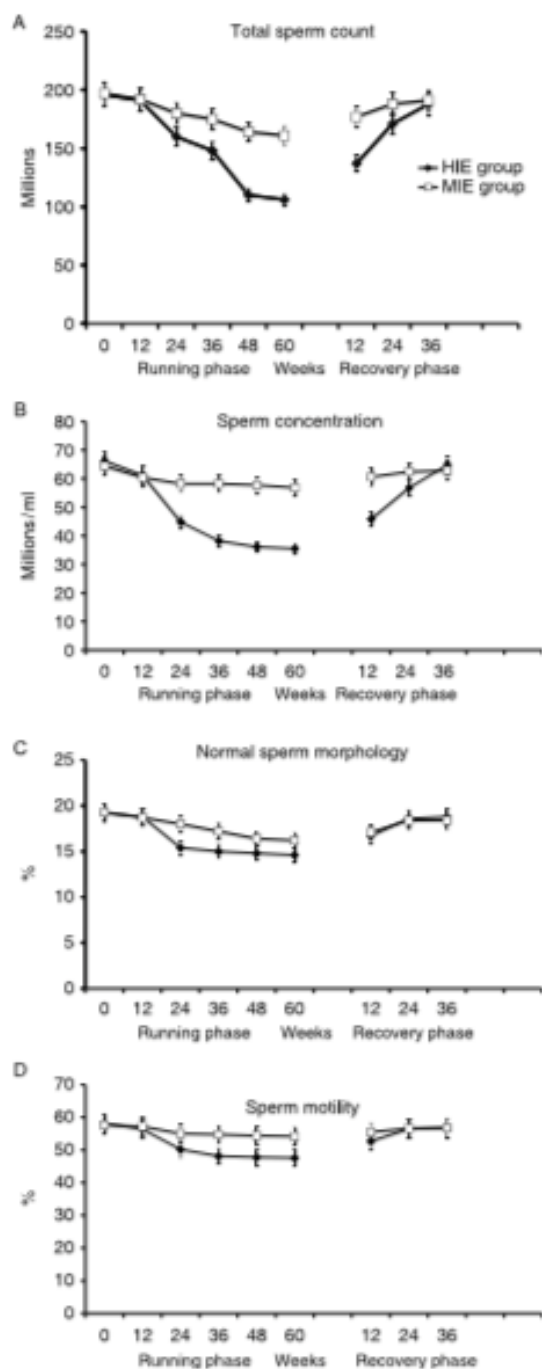 A
Total sperm count
250
200
150
100
50
0
Millions
HIE group
MIE group
0 12 24 36 48 60 12 24 36
Running phase Weeks Recovery phase
B
Sperm concentration
80
70
60
50
40
30
20
10
0
Millions/ml
0 12 24 36 48 60 12 24 36
Running phase Weeks Recovery phase
C
Normal sperm morphology
25
20
15
10
5
0
%
0 12 24 36 48 60 12 24 36
Running phase Weeks Recovery phase
D
Sperm motility
70
60
50
40
30
20
10
0
%
0 12 24 36 48 60 12 24 36
Running phase Weeks Recovery phase